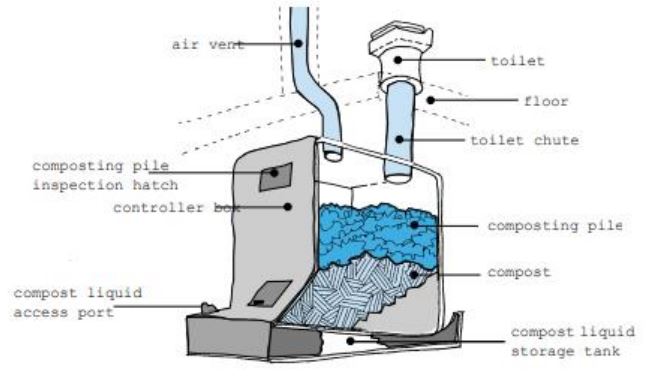 air vent
toilet
floor
toilet chute
composting pile
inspection hatch
controller box
composting pile
compost
compost liquid
access port
compost liquid
storage tank